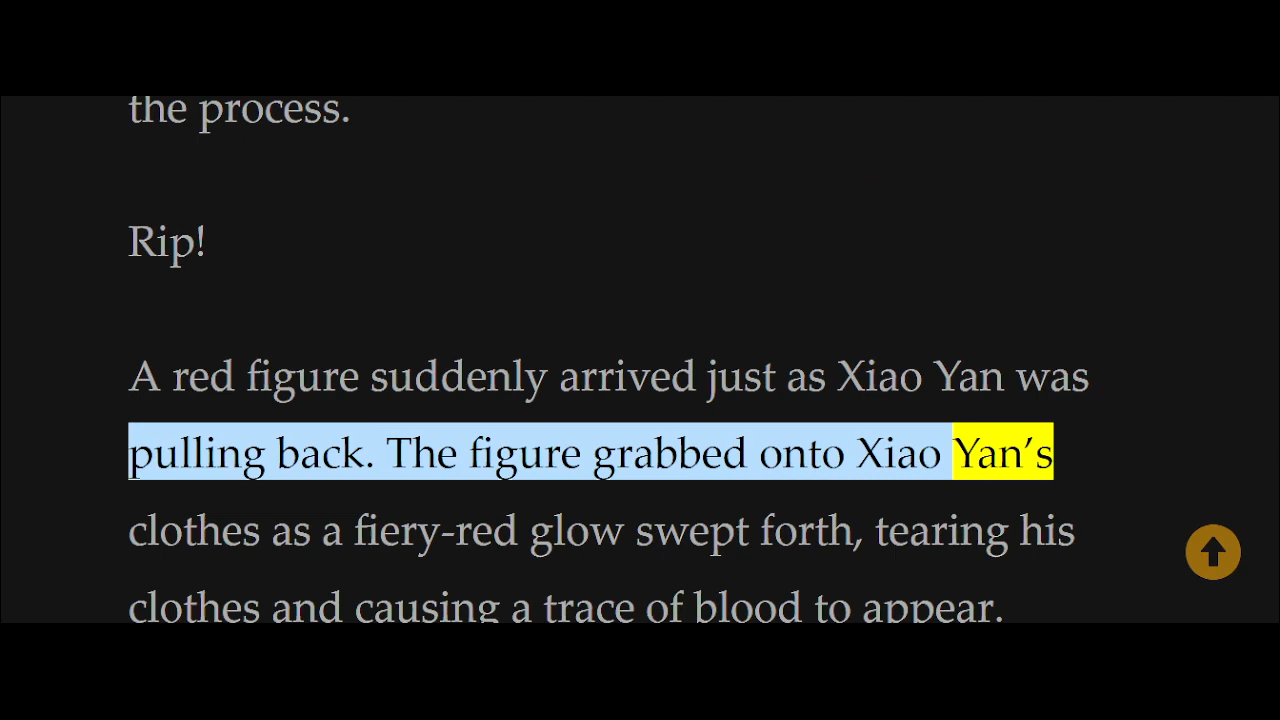 the process.
Rip!
A red figure suddenly arrived just as Xiao Yan was
pulling back. The figure grabbed onto Xiao Yan’s
clothes as a fiery-red glow swept forth, tearing his
clothes and causing a trace of blood to appear.